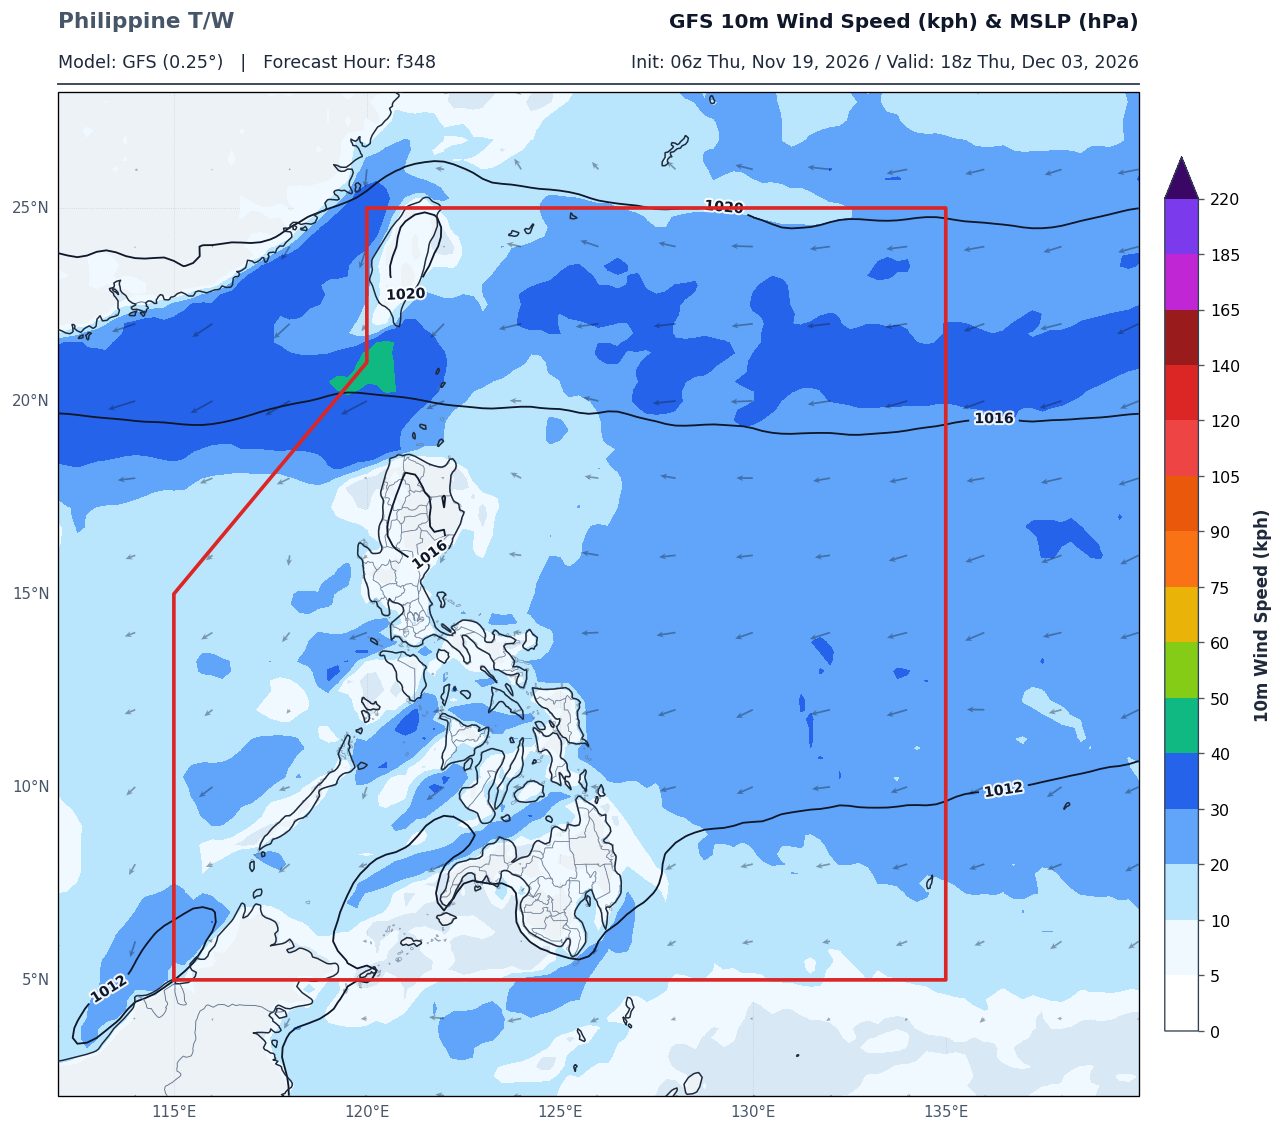 Philippine T/W
GFS 10m Wind Speed (kph) & MSLP (hPa)
Model: GFS (0.25°) | Forecast Hour: f348
Init: 06z Thu, Nov 19, 2026 / Valid: 18z Thu, Dec 03, 2026
25°N
20°N
15°N
10°N
5°N
115°E
120°E
125°E
130°E
135°E
1020
1020
1016
1016
1012
1012
220
185
165
140
120
105
90
75
60
50
40
30
20
10
5
0
10m Wind Speed (kph)